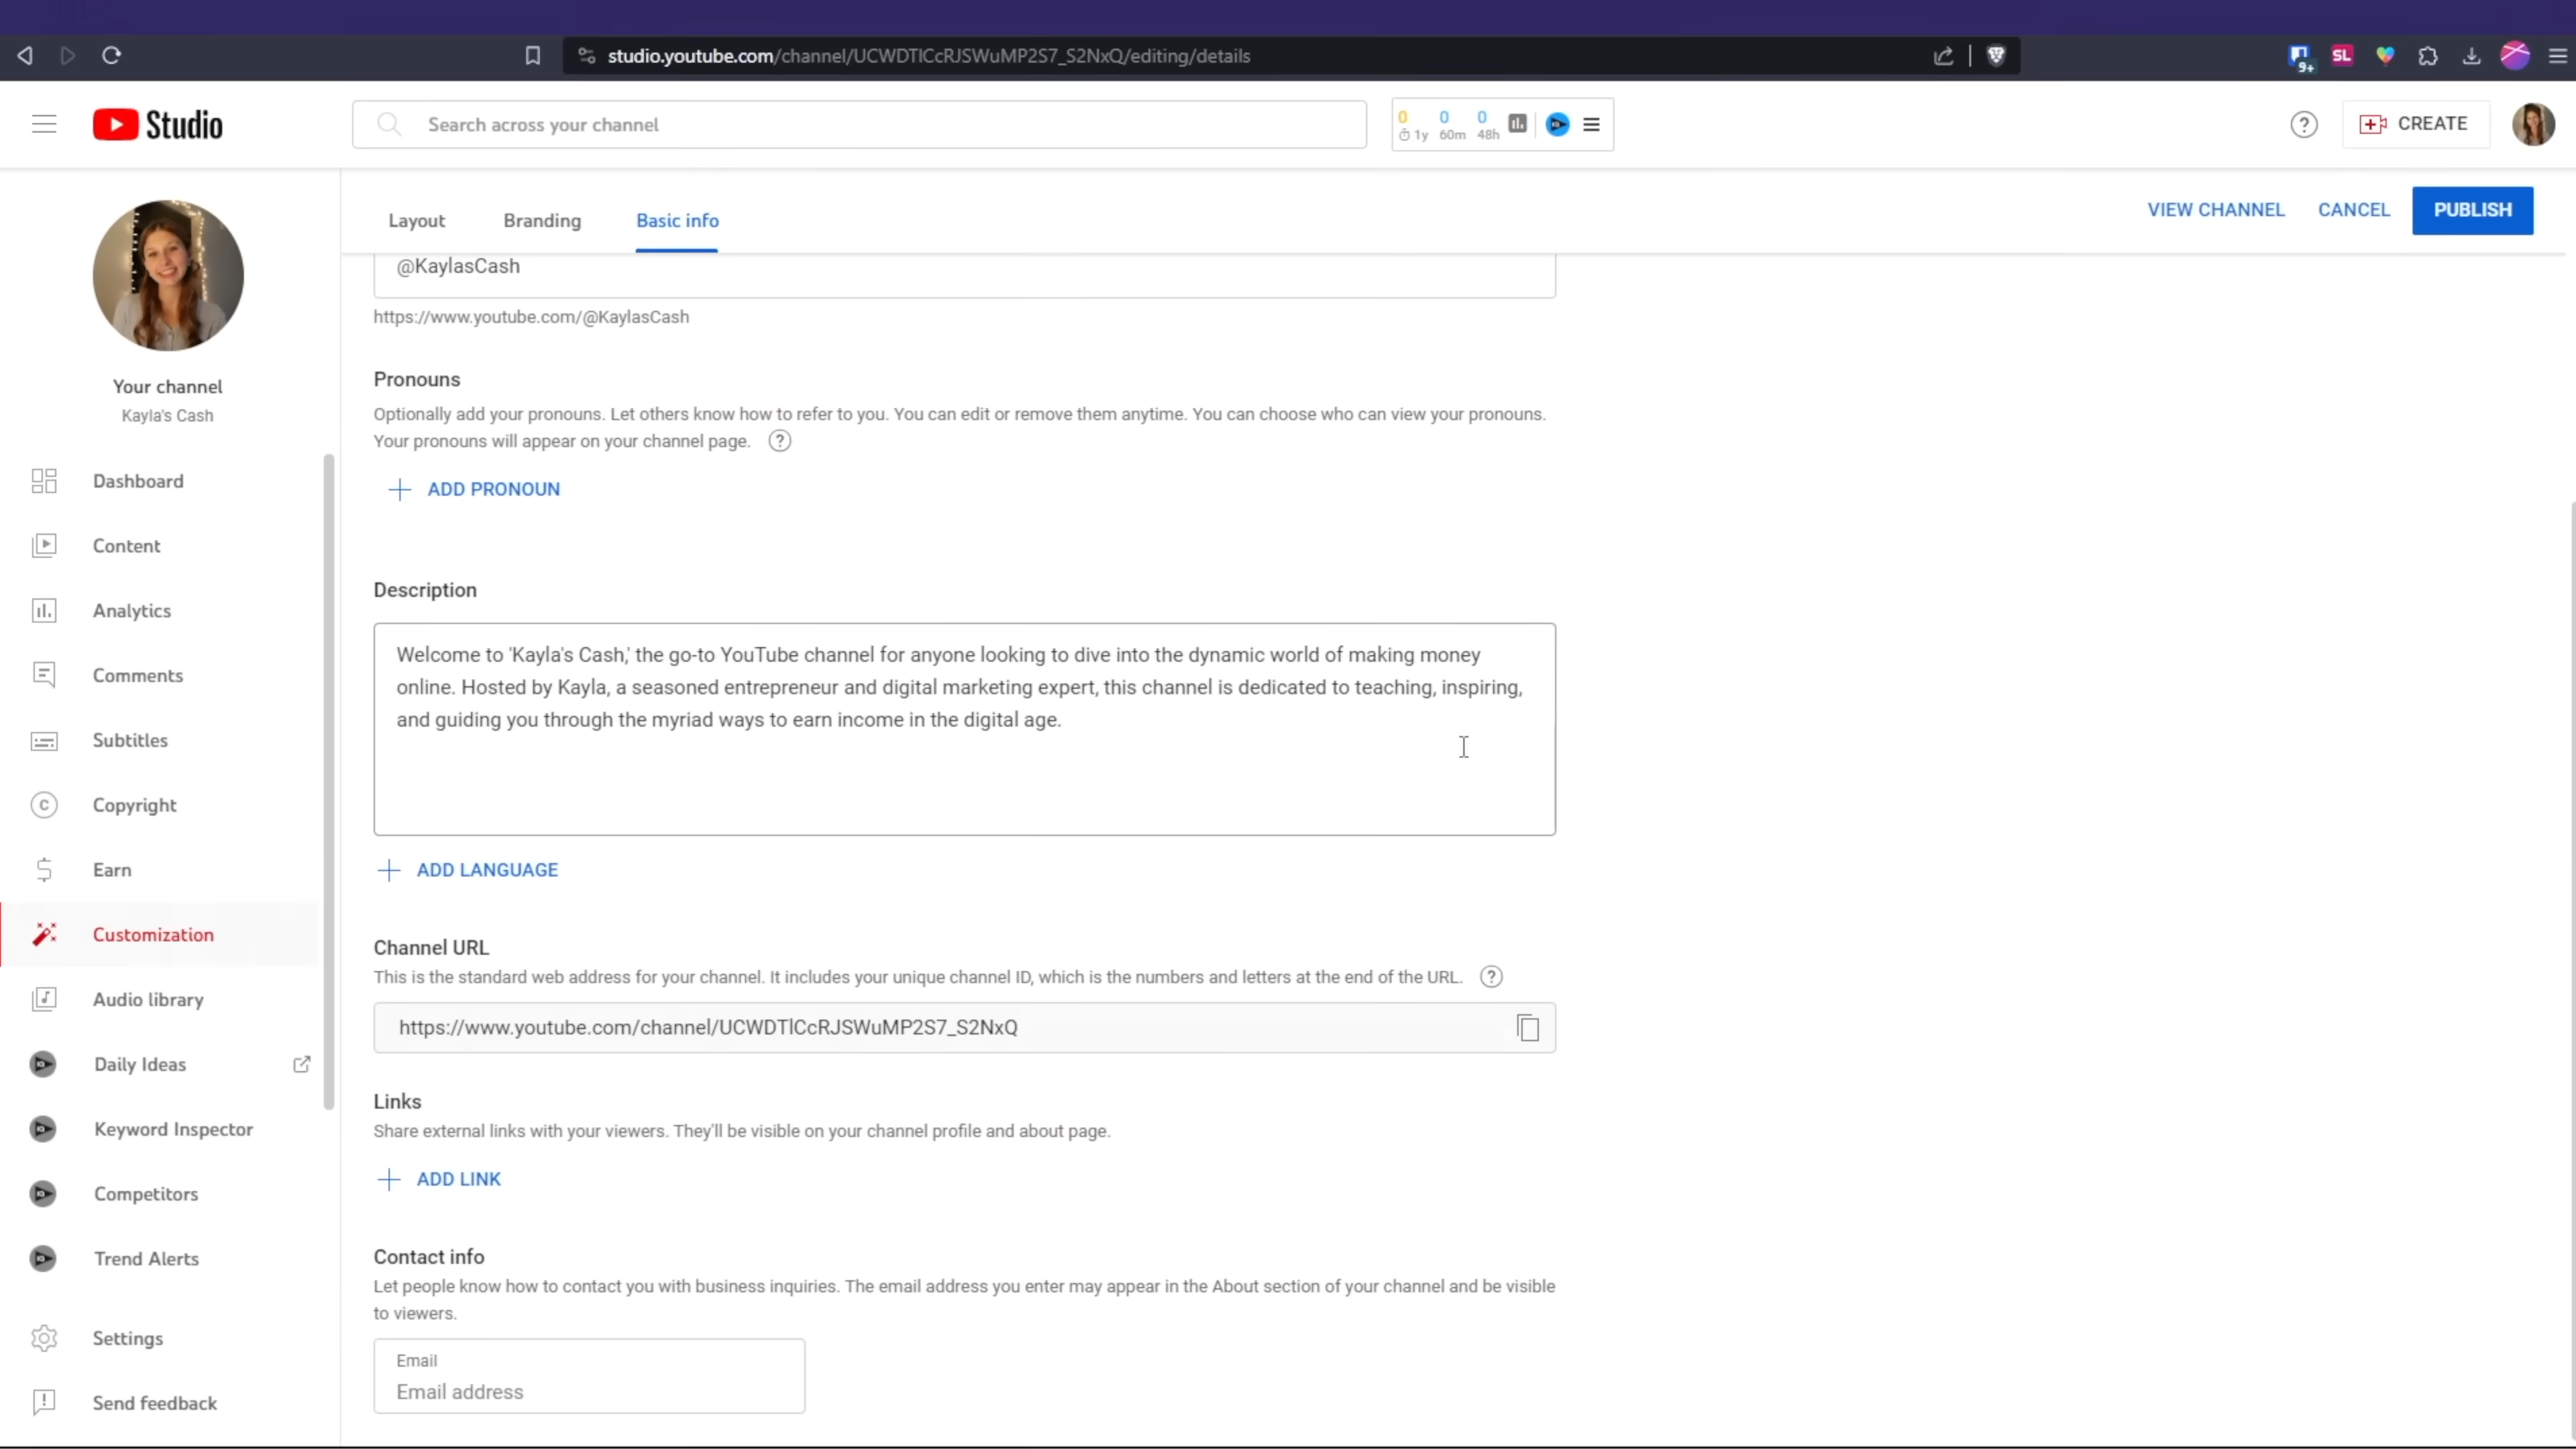 studio.youtube.com/channel/UCWDTlCcRJSWuMP2S7_S2NxQ/editing/details
9+
SL
Studio
Search across your channel
0 0 0
1y 60m 48h
CREATE
Layout
Branding
Basic info
VIEW CHANNEL
CANCEL
PUBLISH
Your channel
Kayla's Cash
Dashboard
Content
Analytics
Comments
Subtitles
Copyright
Earn
Customization
Audio library
Daily Ideas
Keyword Inspector
Competitors
Trend Alerts
Settings
Send feedback
@KaylasCash
https://www.youtube.com/@KaylasCash
Pronouns
Optionally add your pronouns. Let others know how to refer to you. You can edit or remove them anytime. You can choose who can view your pronouns.
Your pronouns will appear on your channel page.
ADD PRONOUN
Description
Welcome to 'Kayla's Cash,' the go-to YouTube channel for anyone looking to dive into the dynamic world of making money
online. Hosted by Kayla, a seasoned entrepreneur and digital marketing expert, this channel is dedicated to teaching, inspiring,
and guiding you through the myriad ways to earn income in the digital age.
ADD LANGUAGE
Channel URL
This is the standard web address for your channel. It includes your unique channel ID, which is the numbers and letters at the end of the URL.
https://www.youtube.com/channel/UCWDTlCcRJSWuMP2S7_S2NxQ
Links
Share external links with your viewers. They'll be visible on your channel profile and about page.
ADD LINK
Contact info
Let people know how to contact you with business inquiries. The email address you enter may appear in the About section of your channel and be visible
to viewers.
Email
Email address